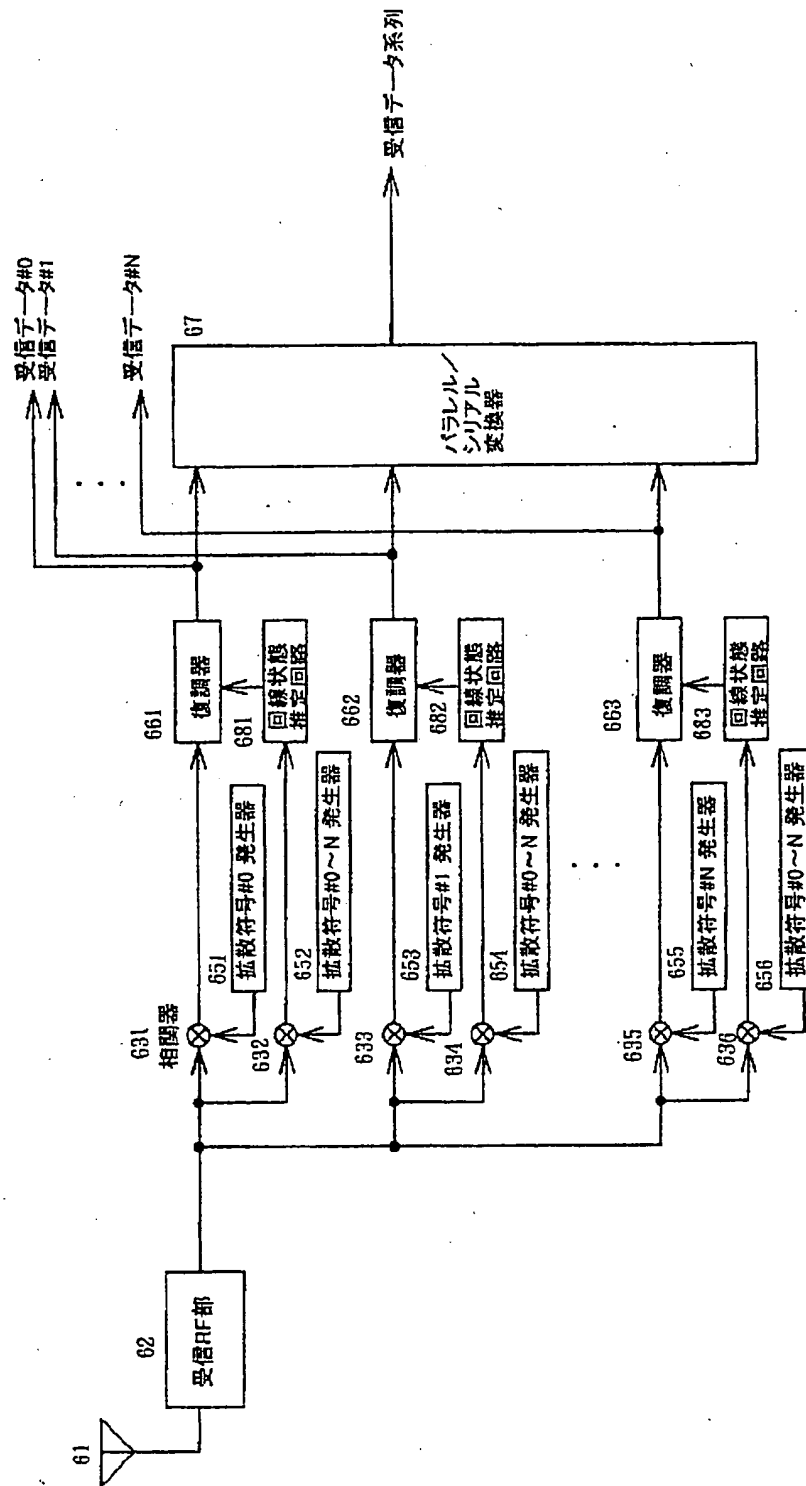 61
62
受信RF部
631
相関器
651
拡散符号#0 発生器
632
652
拡散符号#0～N 発生器
661
復調器
681
回線状態
推定回路
633
653
拡散符号#1 発生器
634
654
拡散符号#0～N 発生器
662
復調器
682
回線状態
推定回路
・・・
635
655
拡散符号#N 発生器
636
656
拡散符号#0～N 発生器
663
復調器
683
回線状態
推定回路
67
パラレル／
シリアル
変換器
受信データ#0
受信データ#1
・・・
受信データ#N
受信データ系列